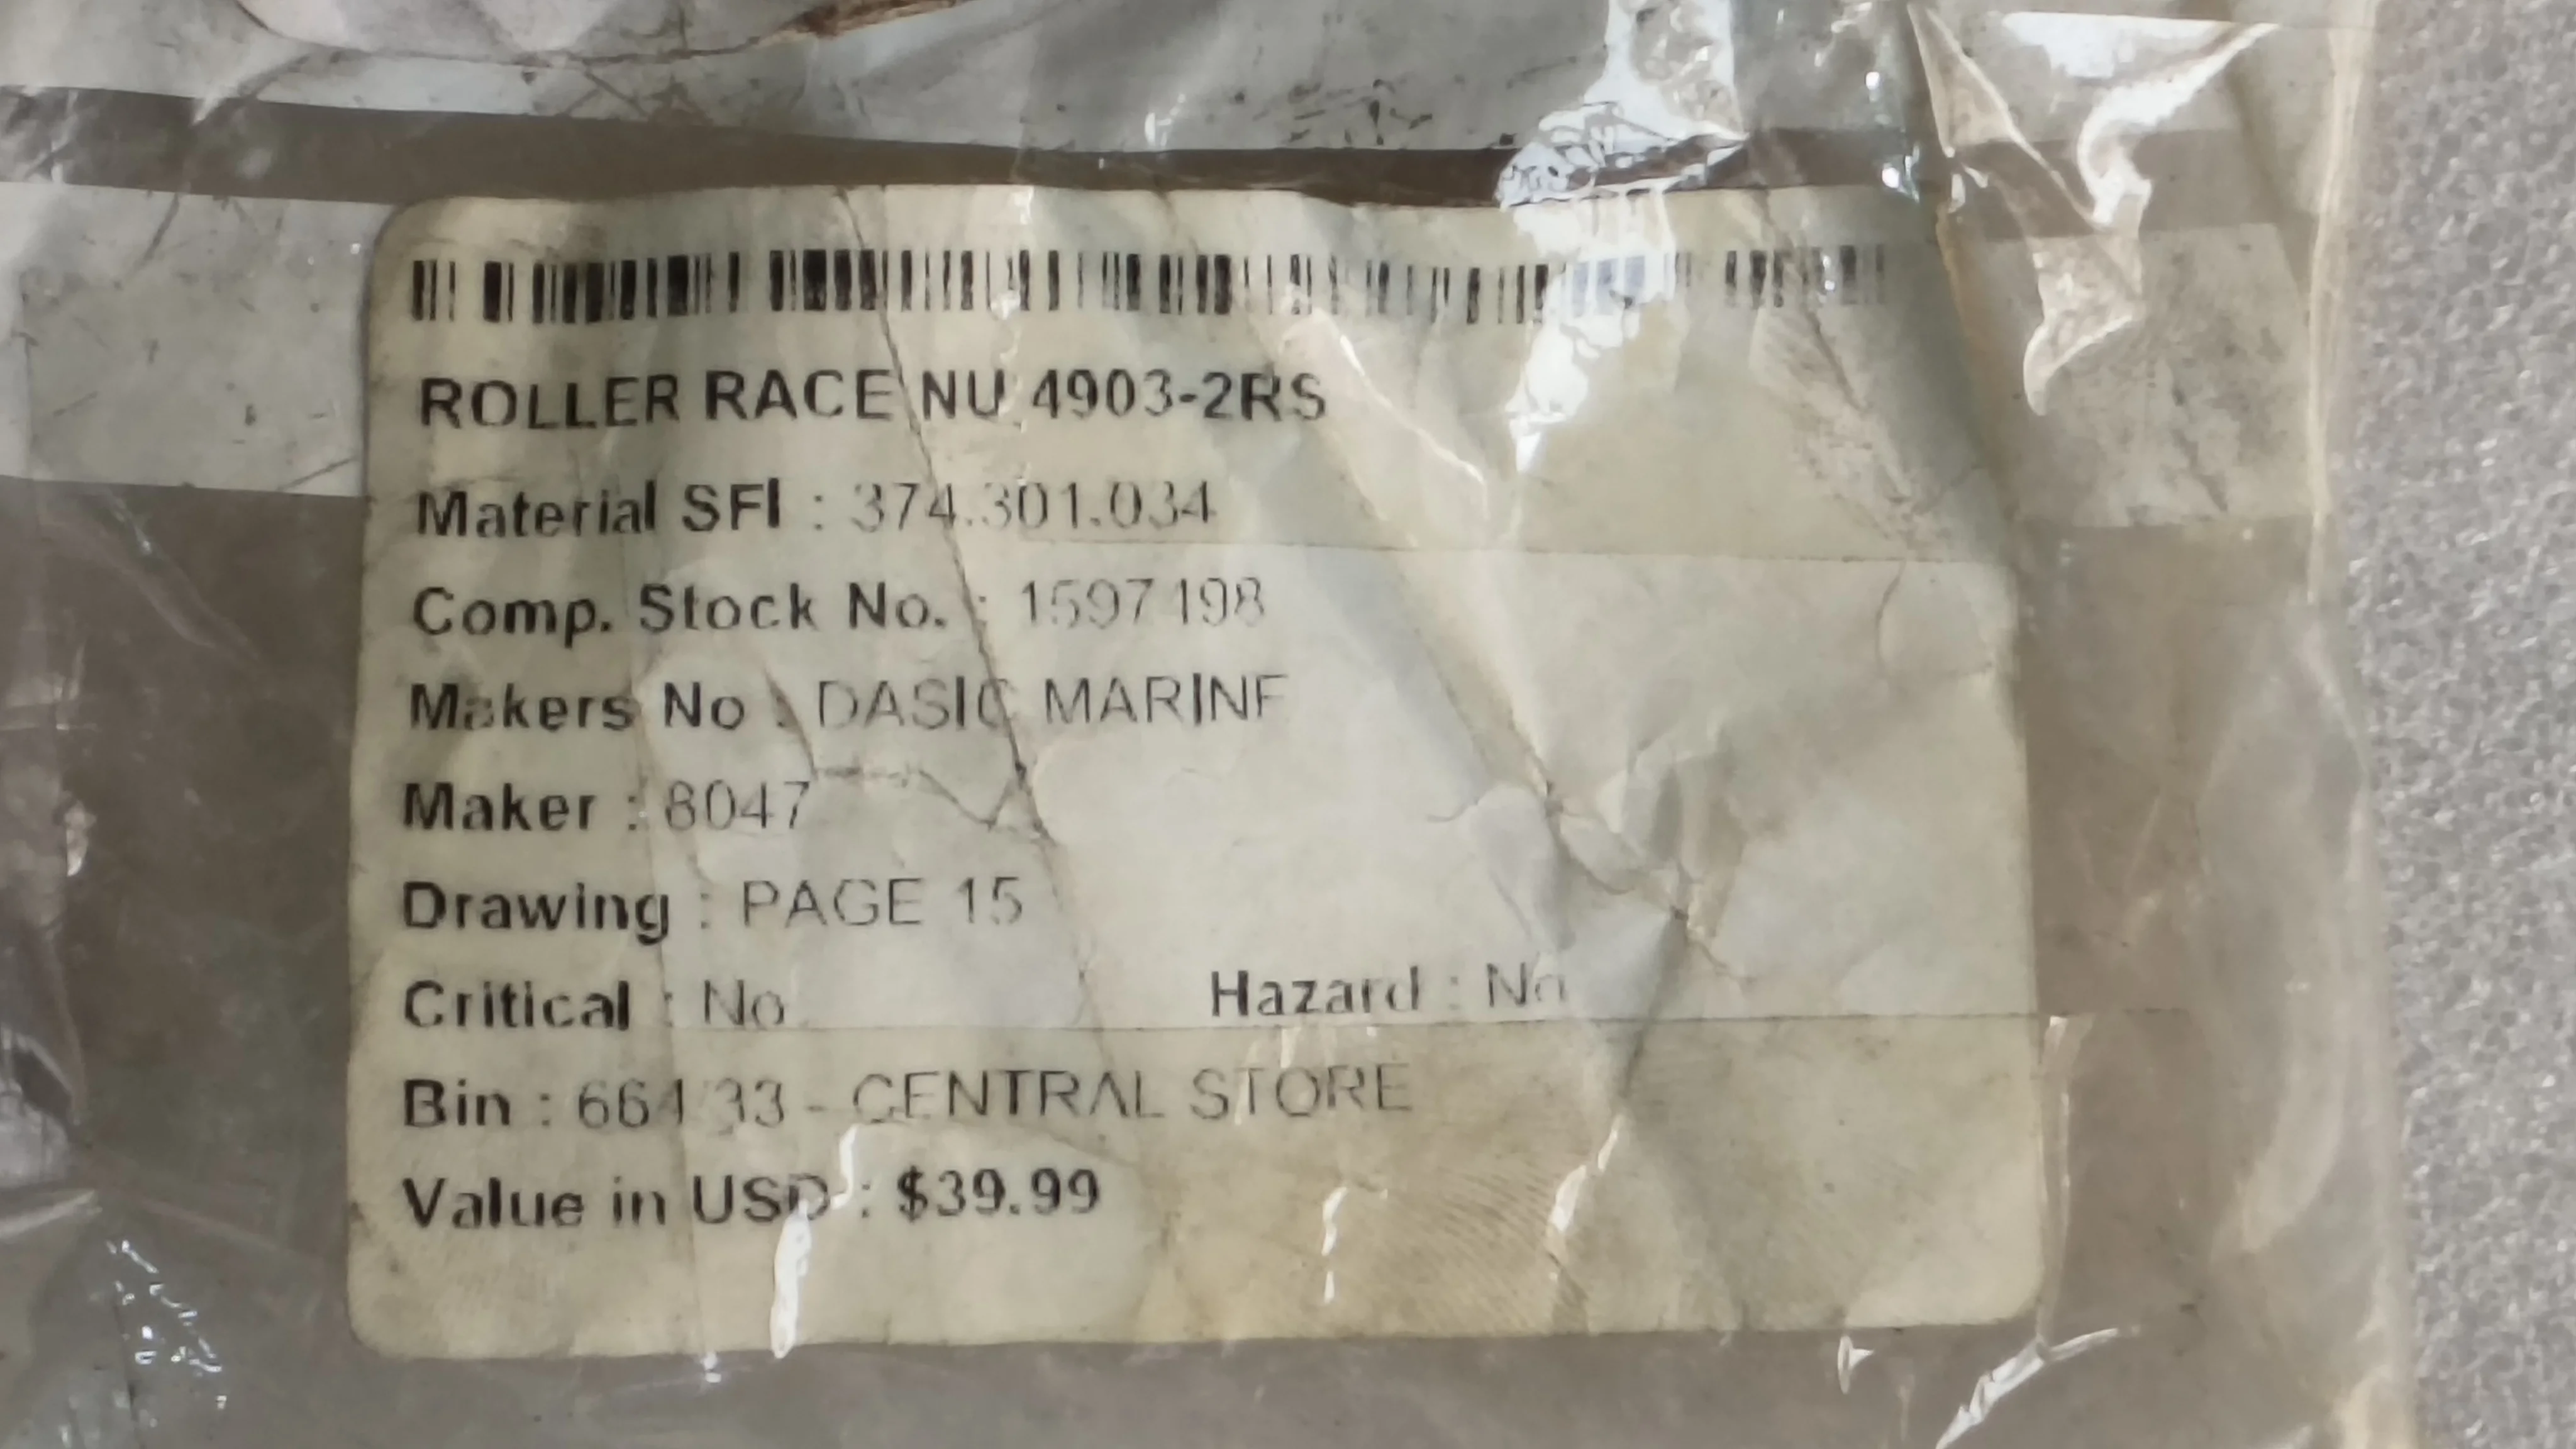 ROLLER RACE NU 4903-2RS
Material SFI : 374.301.034
Comp. Stock No. : 1597198
Makers No : DASIC MARINE
Maker : 8047
Drawing : PAGE 15
Critical : No Hazard : No
Bin : - CENTRAL STORE
Value in USD : $39.99